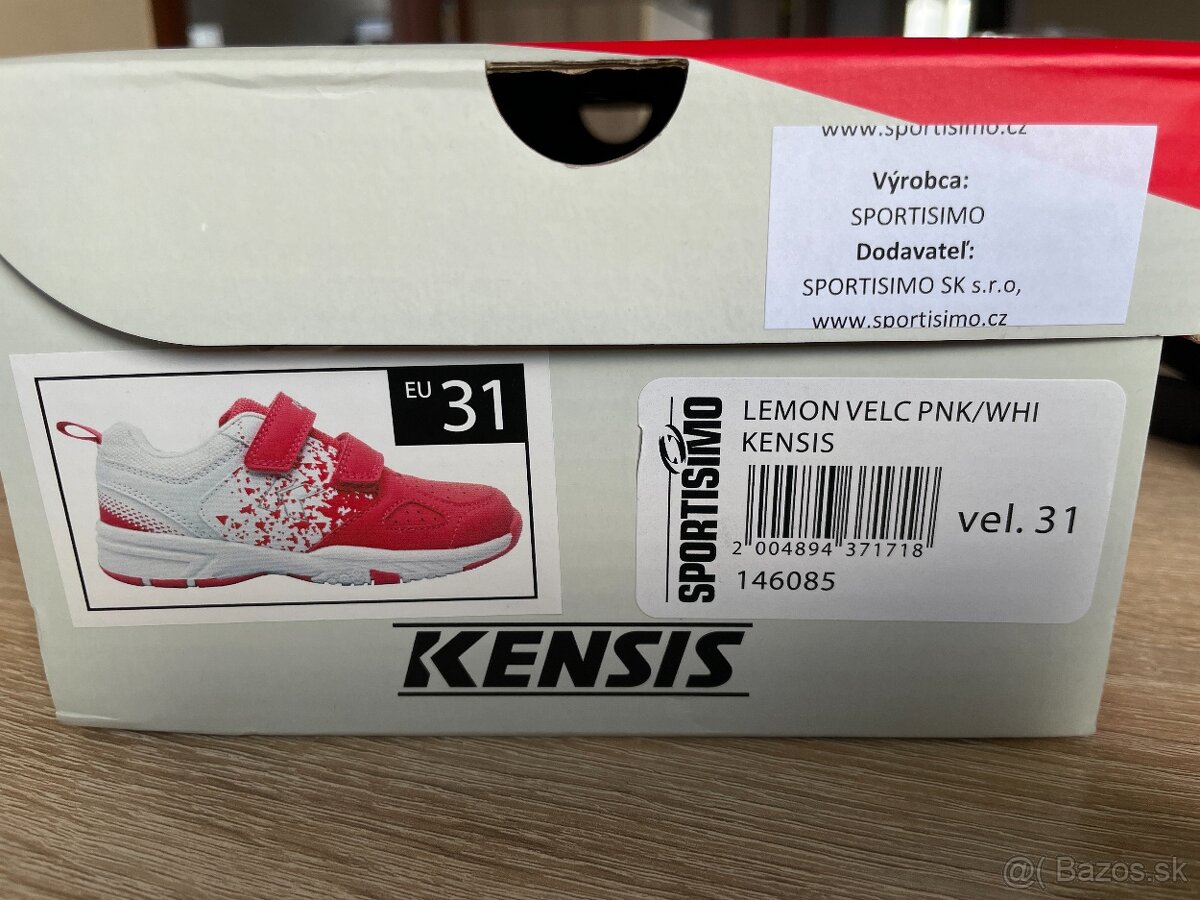 www.sportisimo.cz
Výrobca:
SPORTISIMO
Dodavateľ:
SPORTISIMO SK s.r.o,
www.sportisimo.cz
EU 31
SPORTISIMO
LEMON VELC PNK/WHI
KENSIS
2 004894 371718
vel. 31
146085
KENSIS
@( Bazos.sk